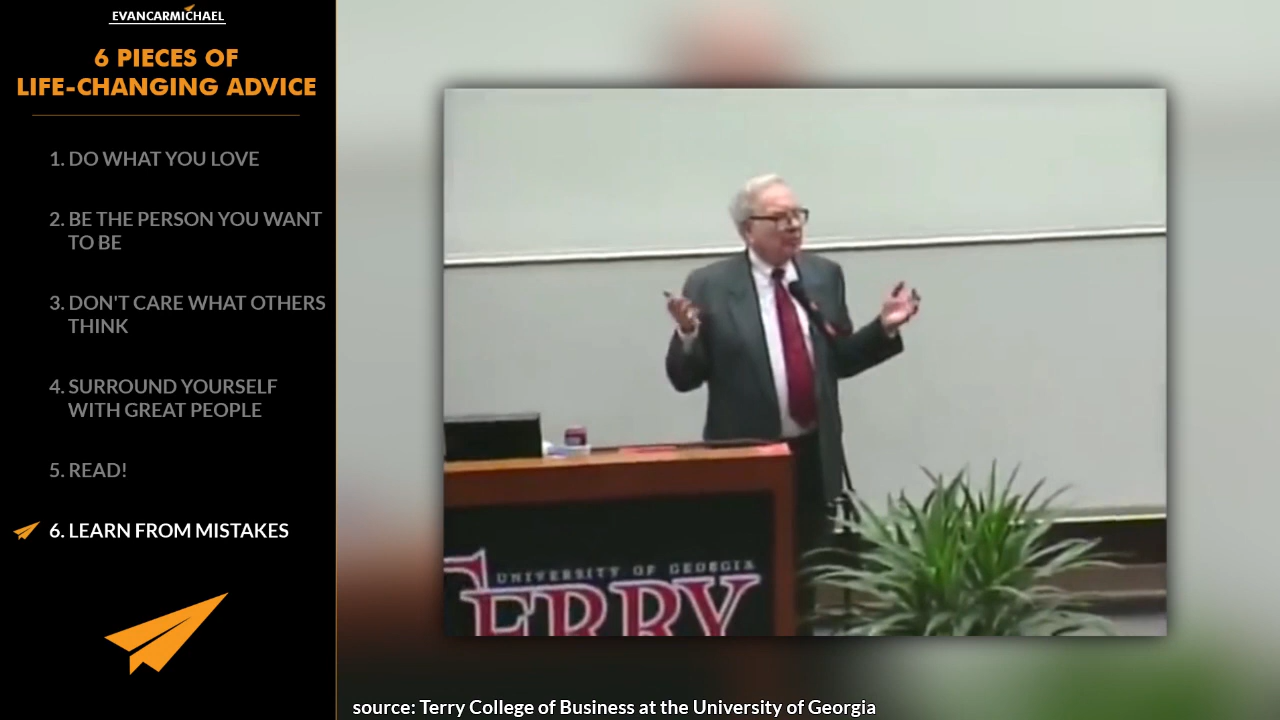 EVANCARMICHAEL
6 PIECES OF
LIFE-CHANGING ADVICE
1. DO WHAT YOU LOVE
2. BE THE PERSON YOU WANT
TO BE
3. DON'T CARE WHAT OTHERS
THINK
4. SURROUND YOURSELF
WITH GREAT PEOPLE
5. READ!
6. LEARN FROM MISTAKES
UNIVERSITY OF GEORGIA
TERRY
source: Terry College of Business at the University of Georgia